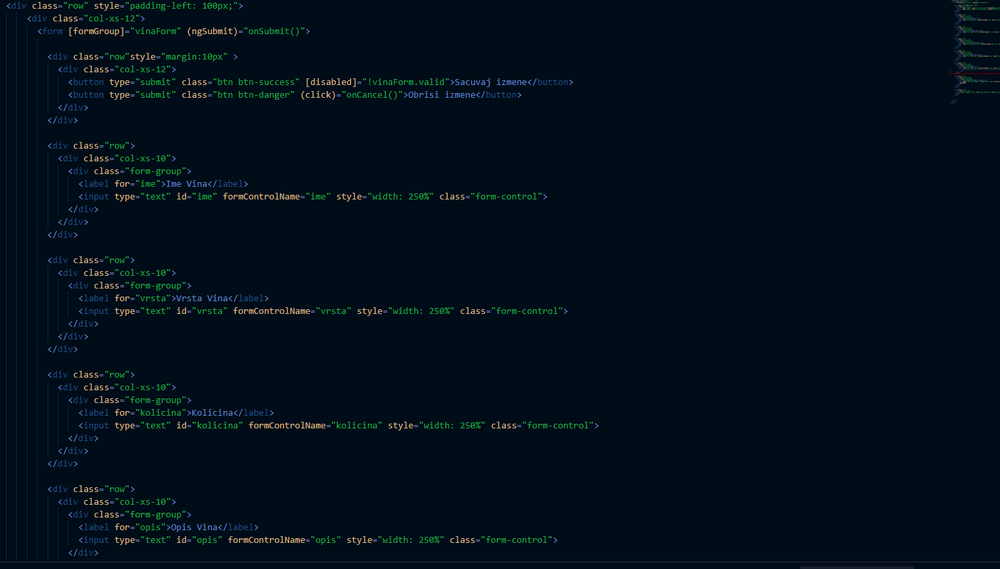 <div class="row" style="padding-left: 100px;">
<div class="col-xs-12">
<form [formGroup]="vinaForm" (ngSubmit)="onSubmit()">
<div class="row"style="margin:10px" >
<div class="col-xs-12">
<button type="submit" class="btn btn-success" [disabled]="!vinaForm.valid">Sacuvaj izmene</button>
<button type="submit" class="btn btn-danger" (click)="onCancel()">Obrisi izmene</button>
</div>
</div>
<div class="row">
<div class="col-xs-10">
<div class="form-group">
<label for="ime">Ime Vina</label>
<input type="text" id="ime" formControlName="ime" style="width: 250%" class="form-control">
</div>
</div>
</div>
<div class="row">
<div class="col-xs-10">
<div class="form-group">
<label for="vrsta">Vrsta Vina</label>
<input type="text" id="vrsta" formControlName="vrsta" style="width: 250%" class="form-control">
</div>
</div>
</div>
<div class="row">
<div class="col-xs-10">
<div class="form-group">
<label for="kolicina">Kolicina</label>
<input type="text" id="kolicina" formControlName="kolicina" style="width: 250%" class="form-control">
</div>
</div>
</div>
<div class="row">
<div class="col-xs-10">
<div class="form-group">
<label for="opis">Opis Vina</label>
<input type="text" id="opis" formControlName="opis" style="width: 250%" class="form-control">
</div>